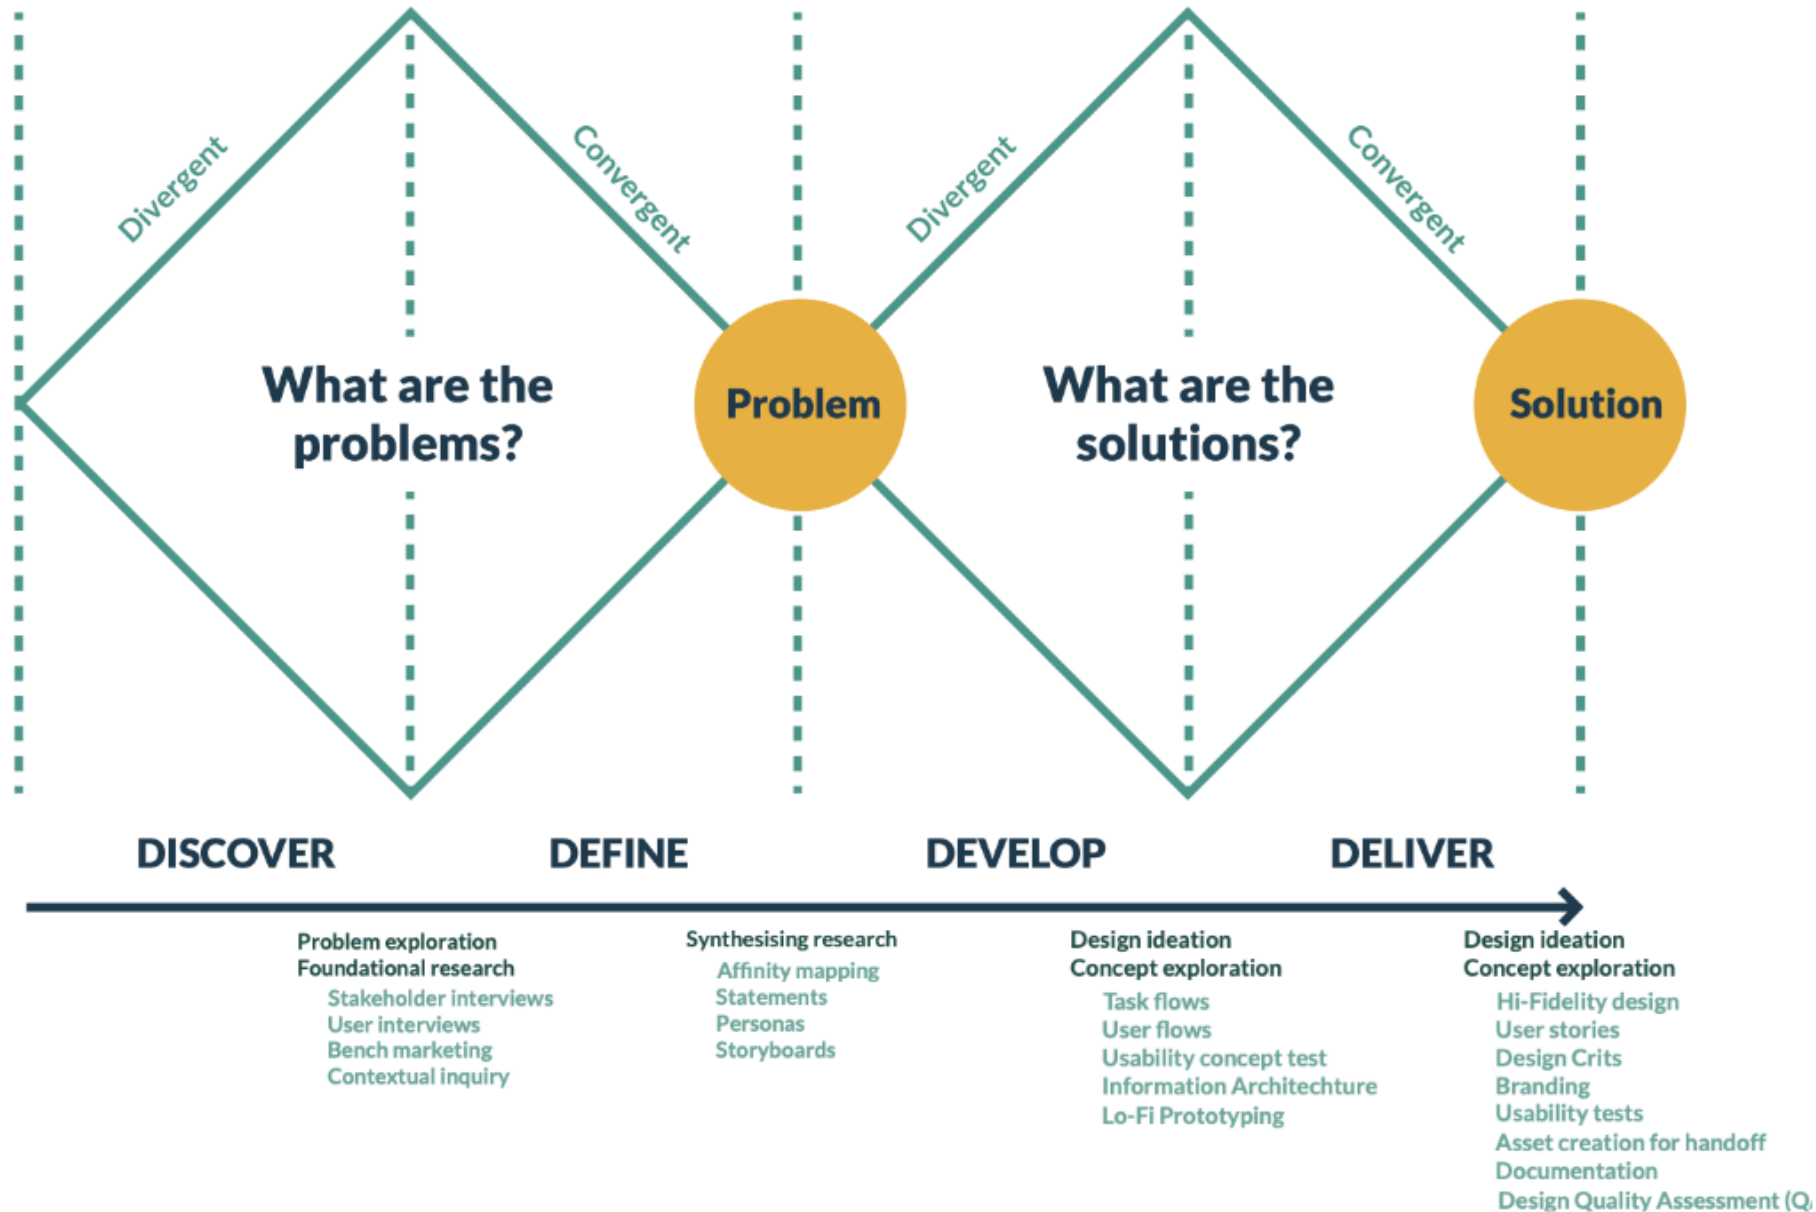 Divergent
Convergent
Divergent
Convergent
What are the
problems?
Problem
What are the
solutions?
Solution
DISCOVER
DEFINE
DEVELOP
DELIVER
Problem exploration
Foundational research
Stakeholder interviews
User interviews
Bench marketing
Contextual inquiry
Synthesising research
Affinity mapping
Statements
Personas
Storyboards
Design ideation
Concept exploration
Task flows
User flows
Usability concept test
Information Architechture
Lo-Fi Prototyping
Design ideation
Concept exploration
Hi-Fidelity design
User stories
Design Crits
Branding
Usability tests
Asset creation for handoff
Documentation
Design Quality Assessment